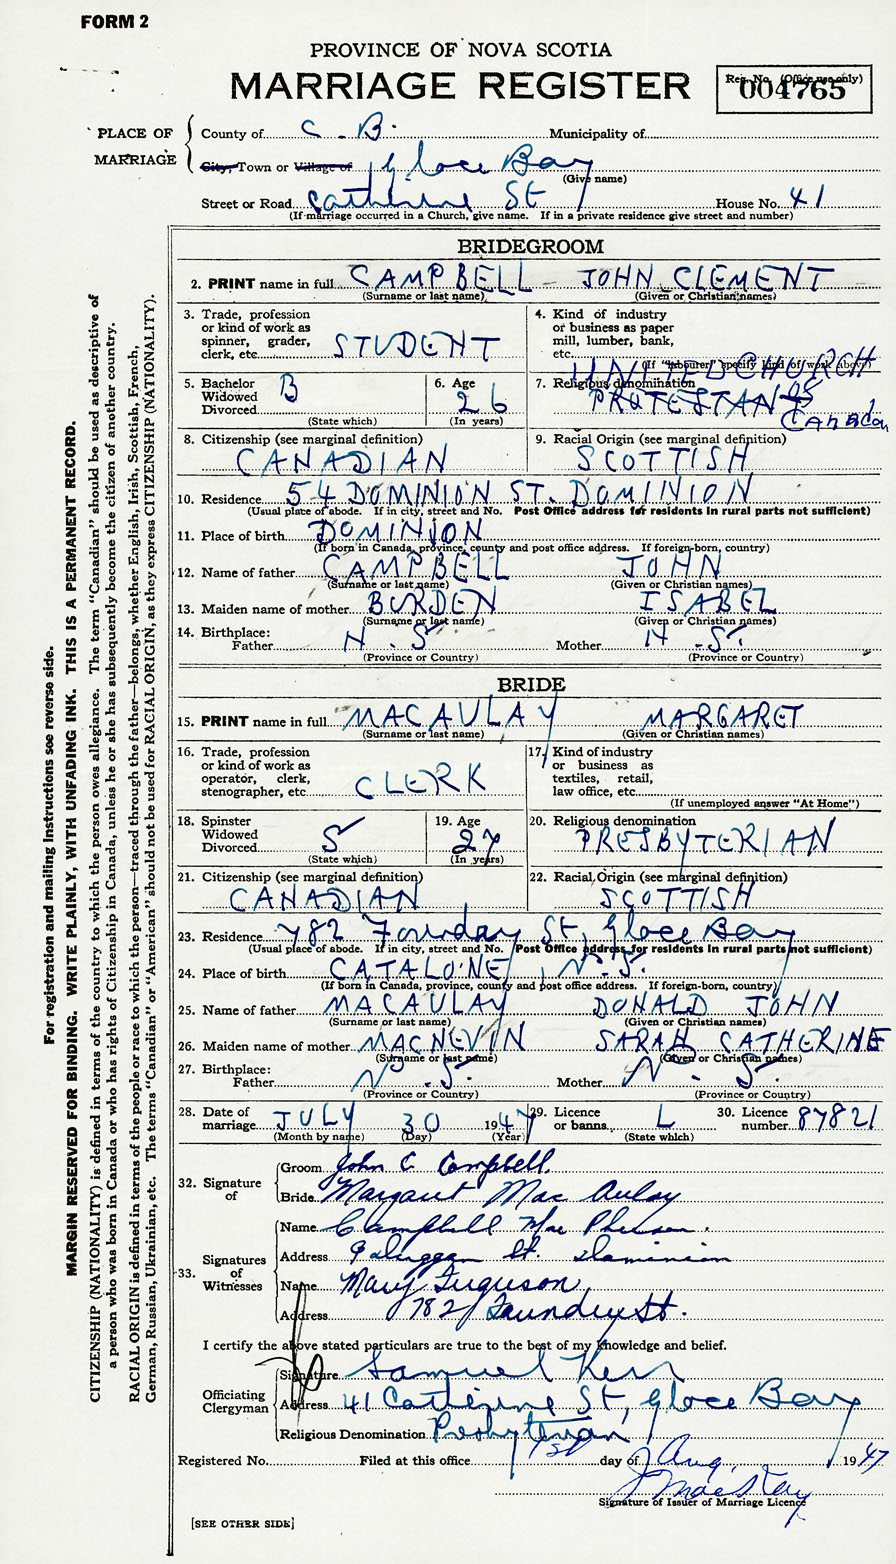 FORM 2
PROVINCE OF NOVA SCOTIA
MARRIAGE REGISTER
Reg. No. (Office use only)
004765
PLACE OF MARRIAGE
County of C. B. Municipality of
City, Town or Village of Glace Bay
(Give name)
Street or Road Catherine St House No. 41
(If marriage occurred in a Church, give name. If in a private residence give street and number)
BRIDEGROOM
2. PRINT name in full CAMPBELL JOHN CLEMENT
(Surname or last name) (Given or Christian names)
3. Trade, profession or kind of work as spinner, grader, clerk, etc. STUDENT
4. Kind of industry or business as paper mill, lumber, bank, etc.
(If "labourer" specify kind of work above)
5. Bachelor Widowed Divorced B
(State which)
6. Age 26
(In years)
7. Religious denomination
UNITED CHURCH
PROTESTANT OF
Canada
8. Citizenship (see marginal definition)
CANADIAN
9. Racial Origin (see marginal definition)
SCOTTISH
10. Residence 54 DOMINION ST. DOMINION
(Usual place of abode. If in city, street and No. Post Office address for residents in rural parts not sufficient)
11. Place of birth DOMINION
(If born in Canada, province, county and post office address. If foreign-born, country)
12. Name of father CAMPBELL JOHN
(Surname or last name) (Given or Christian names)
13. Maiden name of mother BURDEN ISABEL
(Surname or last name) (Given or Christian names)
14. Birthplace:
Father N. S. Mother N. S.
(Province or Country) (Province or Country)
BRIDE
15. PRINT name in full MACAULAY MARGARET
(Surname or last name) (Given or Christian names)
16. Trade, profession or kind of work as operator, clerk, stenographer, etc. CLERK
17. Kind of industry or business as textiles, retail, law office, etc.
(If unemployed answer "At Home")
18. Spinster Widowed Divorced S
(State which)
19. Age 27
(In years)
20. Religious denomination
PRESBYTERIAN
21. Citizenship (see marginal definition)
CANADIAN
22. Racial Origin (see marginal definition)
SCOTTISH
23. Residence 782 Foundry St, Glace Bay
(Usual place of abode. If in city, street and No. Post Office address for residents in rural parts not sufficient)
24. Place of birth CATALONE, N. S.
(If born in Canada, province, county and post office address. If foreign-born, country)
25. Name of father MACAULAY DONALD JOHN
(Surname or last name) (Given or Christian names)
26. Maiden name of mother MACNEVIN SARAH CATHERINE
(Surname or last name) (Given or Christian names)
27. Birthplace:
Father N. S. Mother N. S.
(Province or Country) (Province or Country)
28. Date of marriage JULY 30 1947
(Month by name) (Day) (Year)
29. Licence or banns L
(State which)
30. Licence number 87821
32. Signature of
Groom John C. Campbell.
Bride Margaret MacAulay
33. Signatures of Witnesses
Name Campbell MacPherson.
Address St. Dominion
Name Mary Ferguson
Address 782 Foundry St.
I certify the above stated particulars are true to the best of my knowledge and belief.
Officiating Clergyman
Signature Samuel Kerr
Address 41 Catherine St, Glace Bay
Religious Denomination Presbyterian
Registered No. Filed at this office 1st day of Aug. 1947
J. MacKay
Signature of Issuer of Marriage Licence
[SEE OTHER SIDE]
For registration and mailing instructions see reverse side.
MARGIN RESERVED FOR BINDING. WRITE PLAINLY, WITH UNFADING INK. THIS IS A PERMANENT RECORD.
CITIZENSHIP (NATIONALITY) is defined in terms of the country to which the person owes allegiance. The term "Canadian" should be used as descriptive of
a person who was born in Canada or who has rights of Citizenship in Canada, unless he or she has subsequently become the citizen of another country.
RACIAL ORIGIN is defined in terms of the people or race to which the person—traced through the father—belongs, whether English, Irish, Scottish, French,
German, Russian, Ukrainian, etc. The terms "Canadian" or "American" should not be used for RACIAL ORIGIN, as they express CITIZENSHIP (NATIONALITY).